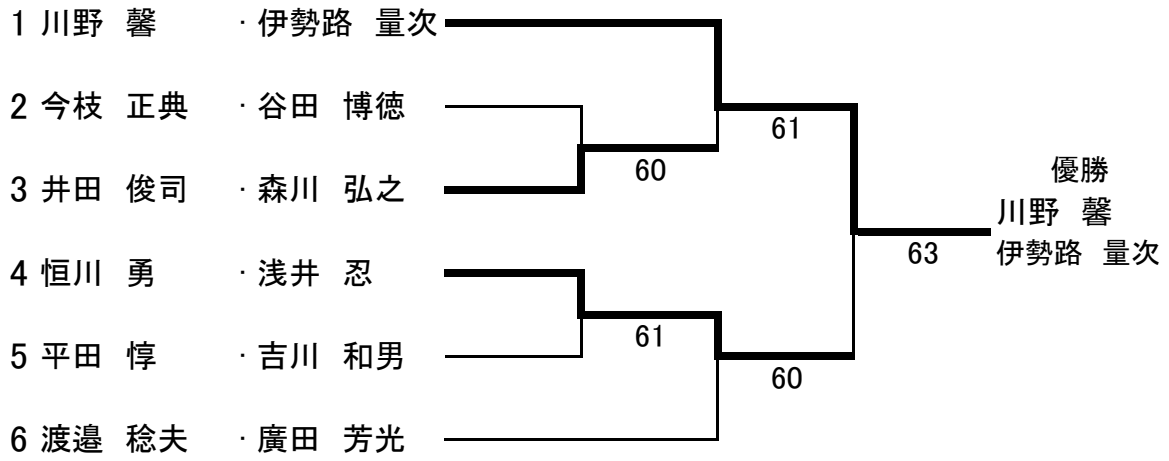 1 川野 馨 ・伊勢路 量次
2 今枝 正典 ・谷田 博徳
61
60
優勝
3 井田 俊司 ・森川 弘之
川野 馨
63
伊勢路 量次
4 恒川 勇 ・浅井 忍
61
5 平田 惇 ・吉川 和男
60
6 渡邉 稔夫 ・廣田 芳光